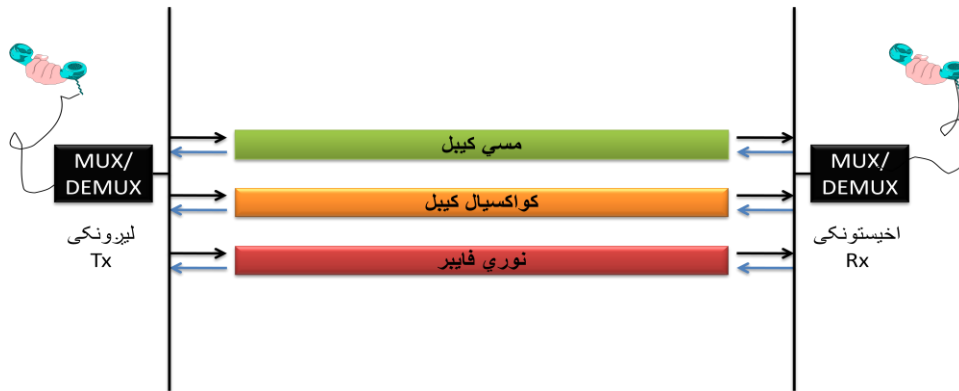 مسي کیبل
MUX/
DEMUX
MUX/
DEMUX
کواکسیال کیبل
لیږونکی
Tx
اخیستونکی
Rx
نوري فایبر